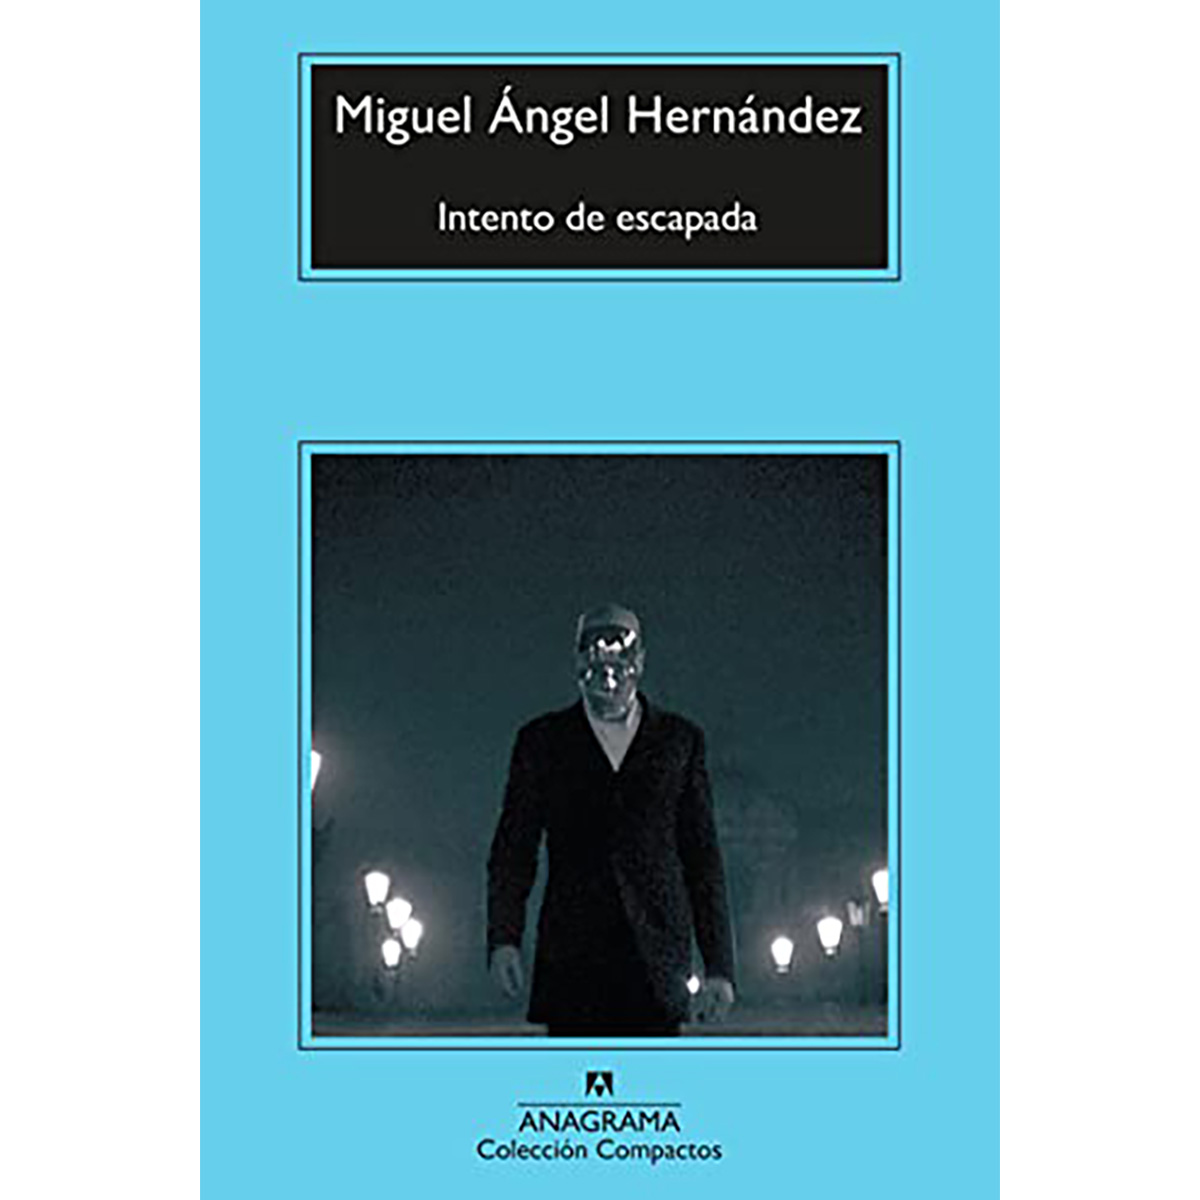 Miguel Ángel Hernández
Intento de escapada
ANAGRAMA
Colección Compactos